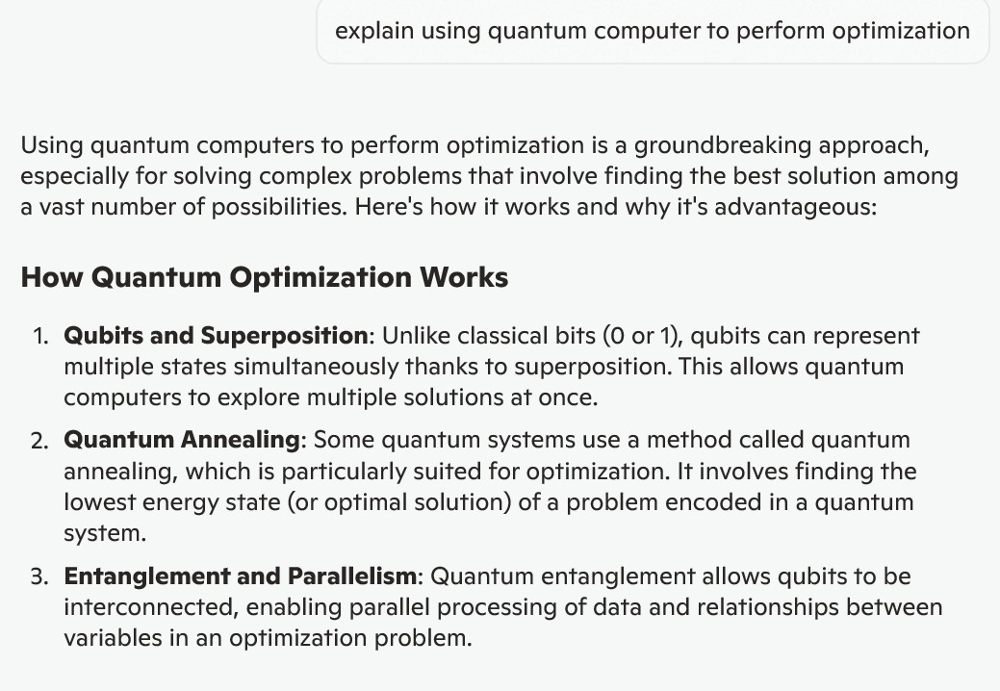 explain using quantum computer to perform optimization
Using quantum computers to perform optimization is a groundbreaking approach,
especially for solving complex problems that involve finding the best solution among
a vast number of possibilities. Here's how it works and why it's advantageous:
How Quantum Optimization Works
1. Qubits and Superposition: Unlike classical bits (0 or 1), qubits can represent
multiple states simultaneously thanks to superposition. This allows quantum
computers to explore multiple solutions at once.
2. Quantum Annealing: Some quantum systems use a method called quantum
annealing, which is particularly suited for optimization. It involves finding the
lowest energy state (or optimal solution) of a problem encoded in a quantum
system.
3. Entanglement and Parallelism: Quantum entanglement allows qubits to be
interconnected, enabling parallel processing of data and relationships between
variables in an optimization problem.